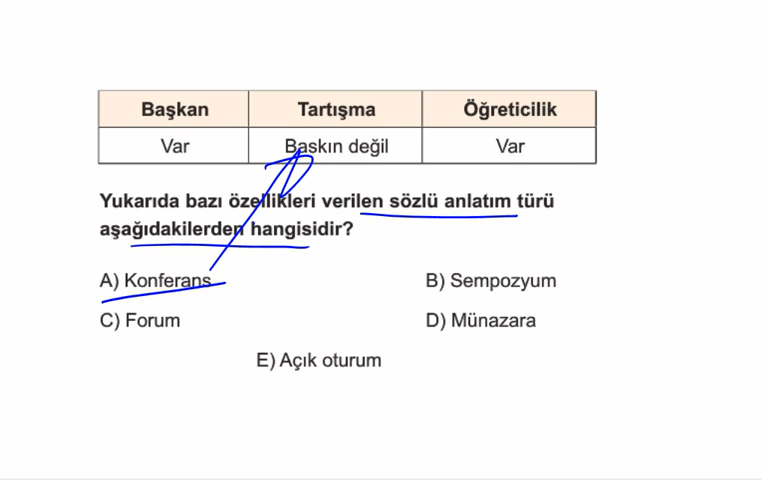 Başkan Tartışma Öğreticilik
Var Baskın değil Var
Yukarıda bazı özellikleri verilen sözlü anlatım türü
aşağıdakilerden hangisidir?
A) Konferans B) Sempozyum
C) Forum D) Münazara
E) Açık oturum